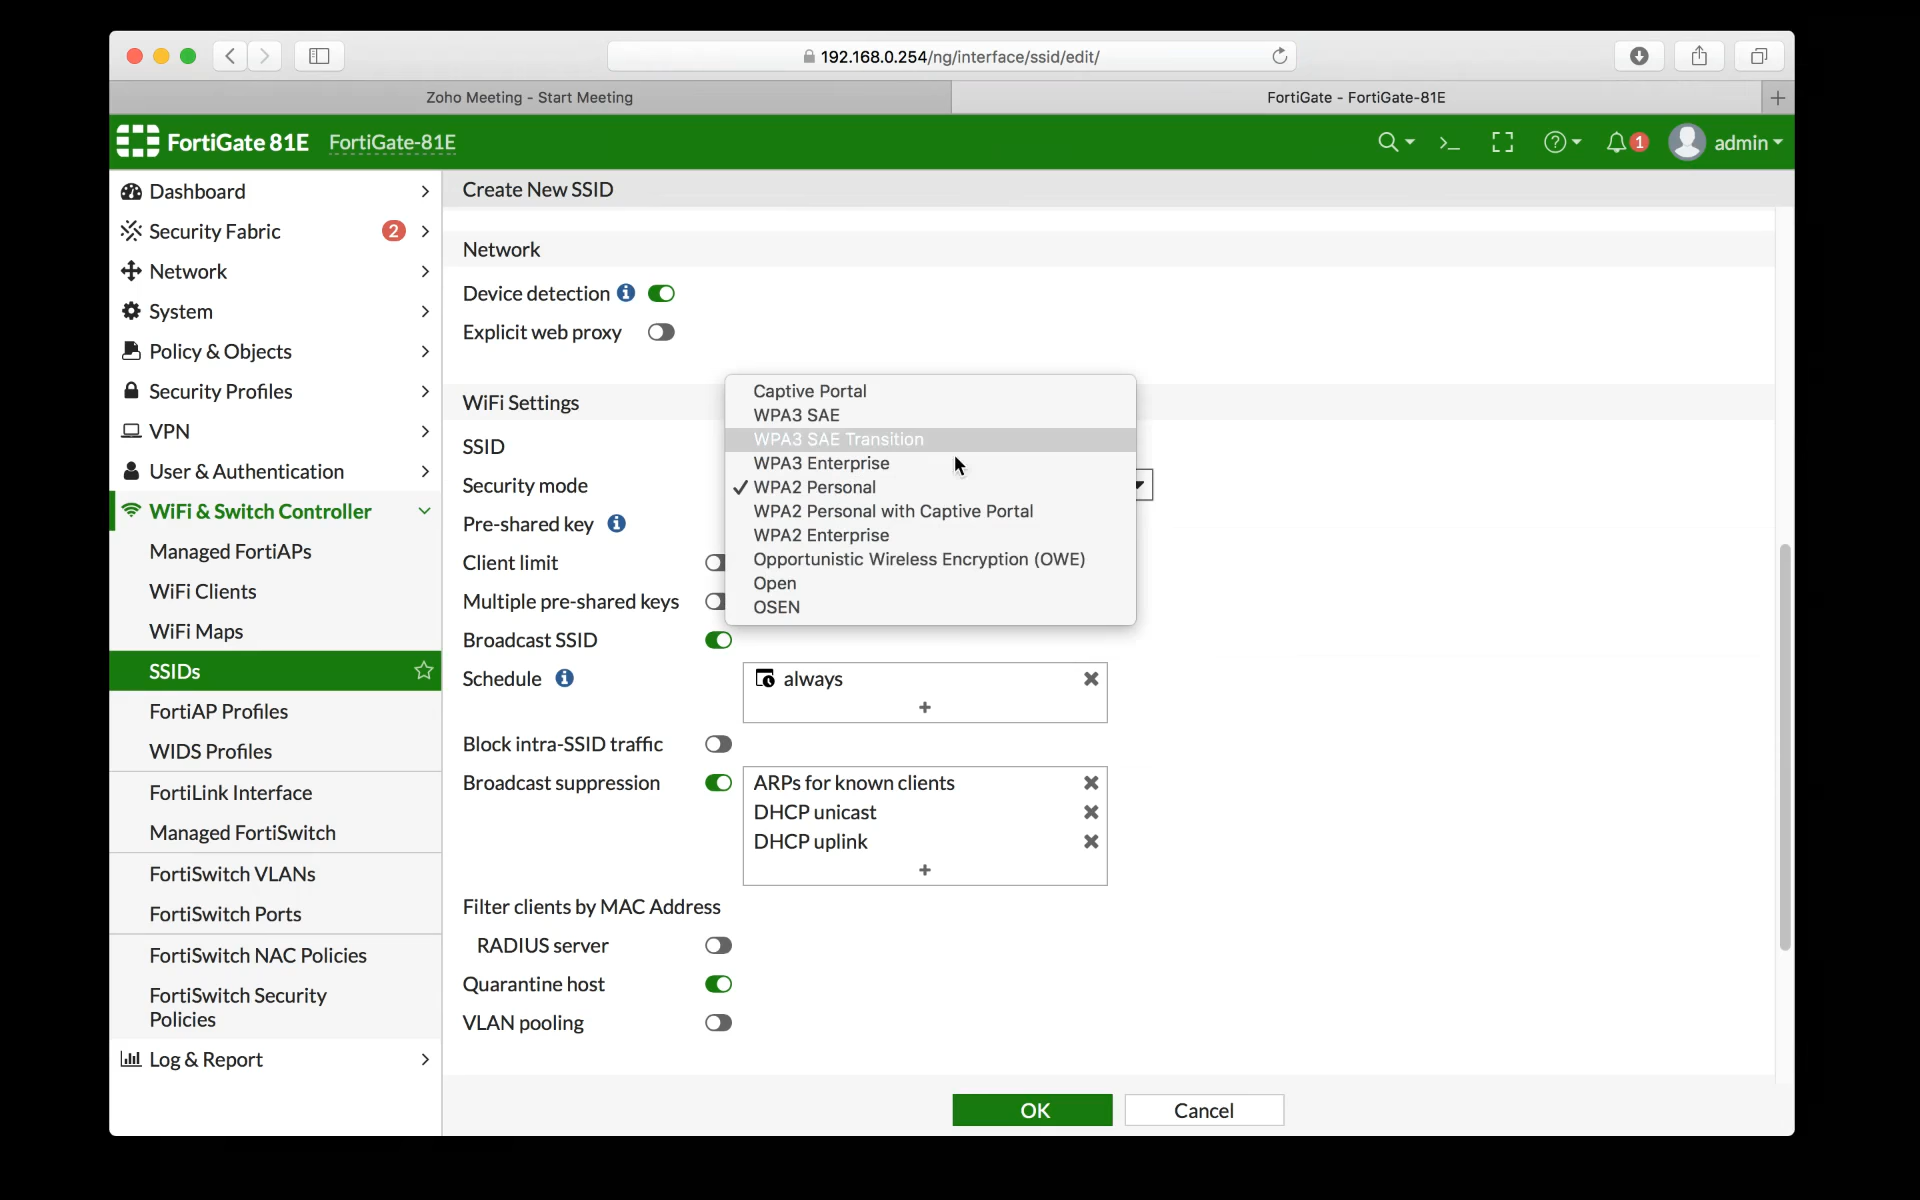 192.168.0.254/ng/interface/ssid/edit/
Zoho Meeting - Start Meeting
FortiGate - FortiGate-81E
FortiGate 81E
FortiGate-81E
1
admin
Dashboard
Security Fabric
2
Network
System
Policy & Objects
Security Profiles
VPN
User & Authentication
WiFi & Switch Controller
Managed FortiAPs
WiFi Clients
WiFi Maps
SSIDs
FortiAP Profiles
WIDS Profiles
FortiLink Interface
Managed FortiSwitch
FortiSwitch VLANs
FortiSwitch Ports
FortiSwitch NAC Policies
FortiSwitch Security
Policies
Log & Report
Create New SSID
Network
Device detection
Explicit web proxy
WiFi Settings
SSID
Security mode
Pre-shared key
Client limit
Multiple pre-shared keys
Captive Portal
WPA3 SAE
WPA3 SAE Transition
WPA3 Enterprise
WPA2 Personal
WPA2 Personal with Captive Portal
WPA2 Enterprise
Opportunistic Wireless Encryption (OWE)
Open
OSEN
Broadcast SSID
Schedule
always
Block intra-SSID traffic
Broadcast suppression
ARPs for known clients
DHCP unicast
DHCP uplink
Filter clients by MAC Address
RADIUS server
Quarantine host
VLAN pooling
OK
Cancel